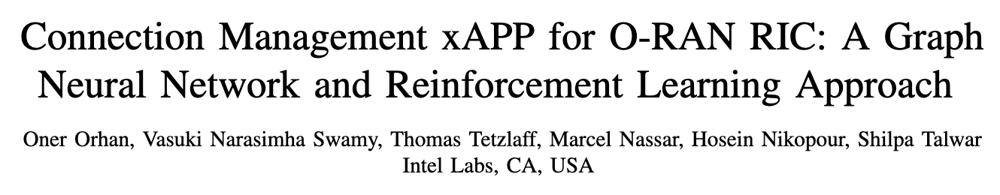 Connection Management xAPP for O-RAN RIC: A Graph
Neural Network and Reinforcement Learning Approach
Oner Orhan, Vasuki Narasimha Swamy, Thomas Tetzlaff, Marcel Nassar, Hosein Nikopour, Shilpa Talwar
Intel Labs, CA, USA